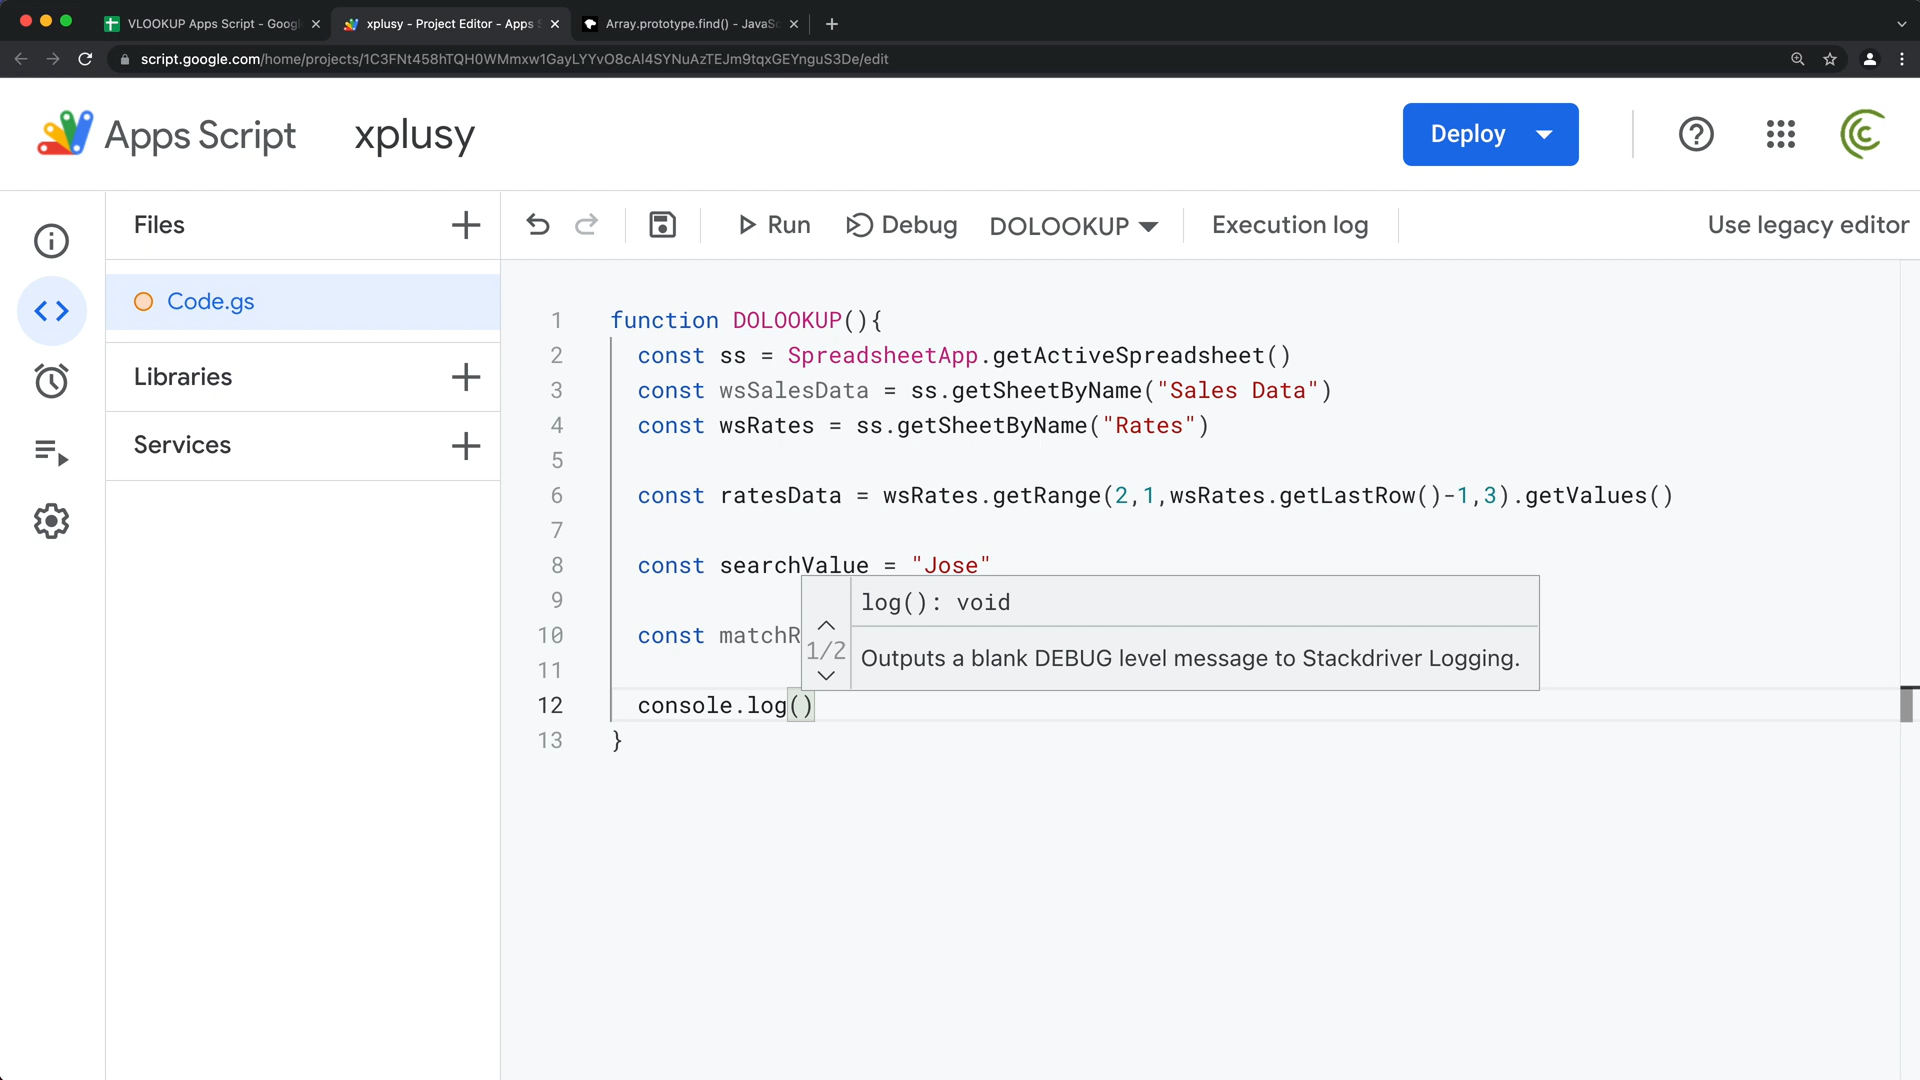 VLOOKUP Apps Script - Goog
xplusy - Project Editor - Apps S
Array.prototype.find() - JavaSc
script.google.com/home/projects/1C3FNt458hTQH0WMmxw1GayLYYvO8cAl4SYNuAzTEJm9tqxGEYnguS3De/edit
Apps Script
xplusy
Deploy
Files
Run
Debug
DOLOOKUP
Execution log
Use legacy editor
Code.gs
Libraries
Services
1 function DOLOOKUP(){
2 const ss = SpreadsheetApp.getActiveSpreadsheet()
3 const wsSalesData = ss.getSheetByName("Sales Data")
4 const wsRates = ss.getSheetByName("Rates")
5
6 const ratesData = wsRates.getRange(2,1,wsRates.getLastRow()-1,3).getValues()
7
8 const searchValue = "Jose"
9
10 const matchR
11
12 console.log()
13 }
log(): void
1/2
Outputs a blank DEBUG level message to Stackdriver Logging.